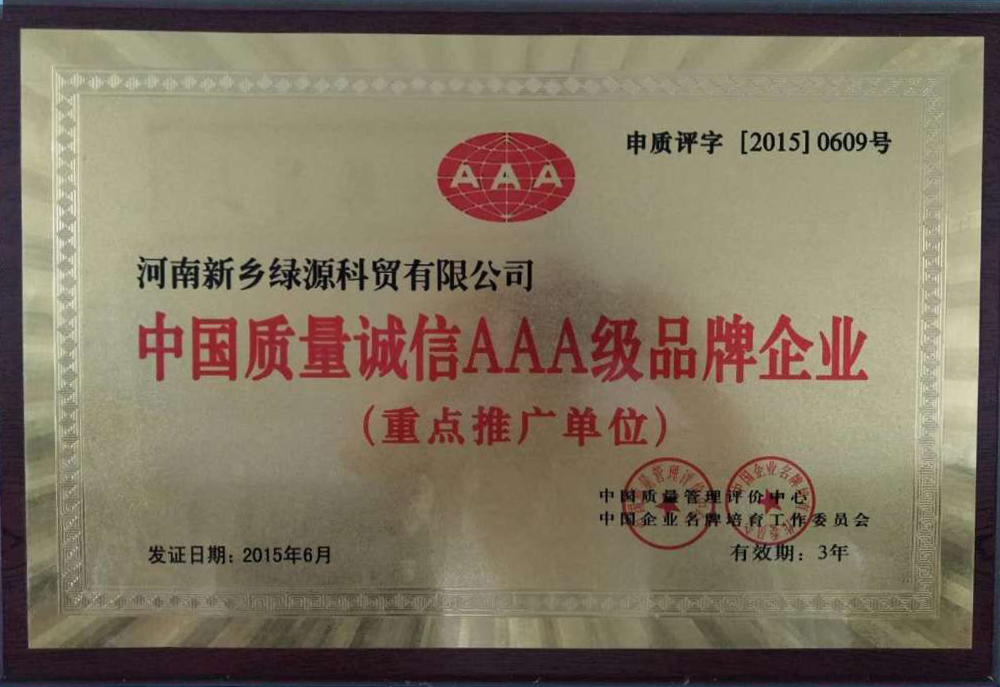 申质评字 [2015] 0609号
AAA
河南新乡绿源科贸有限公司
中国质量诚信AAA级品牌企业
(重点推广单位)
中国质量管理评价中心
中国企业名牌培育工作委员会
发证日期：2015年6月
有效期：3年